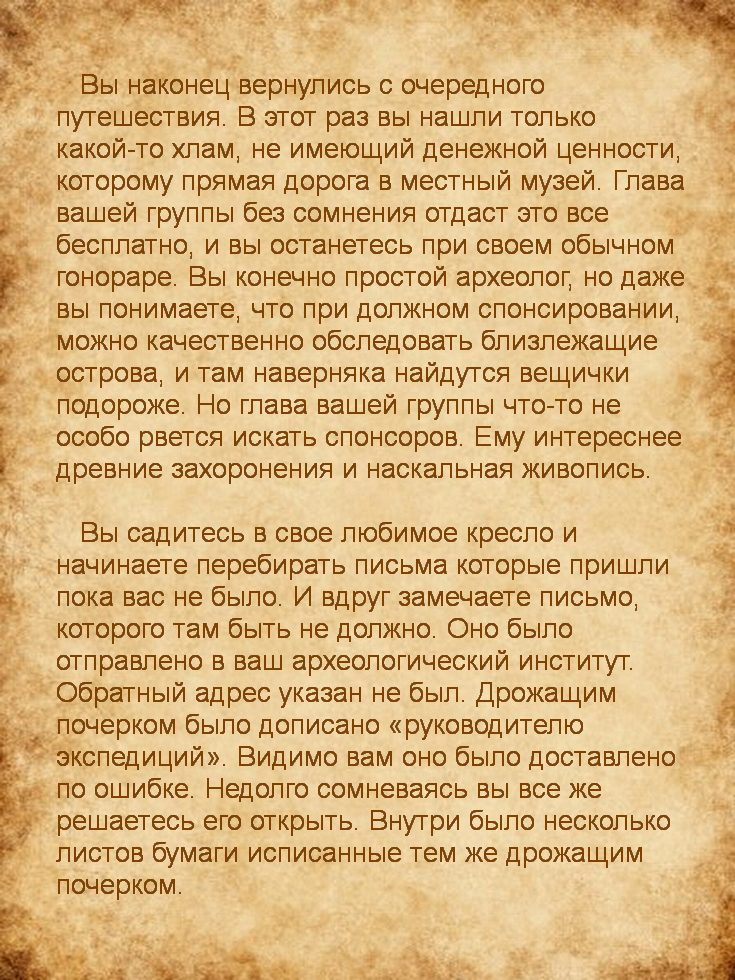 Вы наконец вернулись с очередного
путешествия. В этот раз вы нашли только
какой-то хлам, не имеющий денежной ценности,
которому прямая дорога в местный музей. Глава
вашей группы без сомнения отдаст это все
бесплатно, и вы останетесь при своем обычном
гонораре. Вы конечно простой археолог, но даже
вы понимаете, что при должном спонсировании,
можно качественно обследовать близлежащие
острова, и там наверняка найдутся вещички
подороже. Но глава вашей группы что-то не
особо рвется искать спонсоров. Ему интереснее
древние захоронения и наскальная живопись.
Вы садитесь в свое любимое кресло и
начинаете перебирать письма которые пришли
пока вас не было. И вдруг замечаете письмо,
которого там быть не должно. Оно было
отправлено в ваш археологический институт.
Обратный адрес указан не был. Дрожащим
почерком было дописано «руководителю
экспедиций». Видимо вам оно было доставлено
по ошибке. Недолго сомневаясь вы все же
решаетесь его открыть. Внутри было несколько
листов бумаги исписанные тем же дрожащим
почерком.